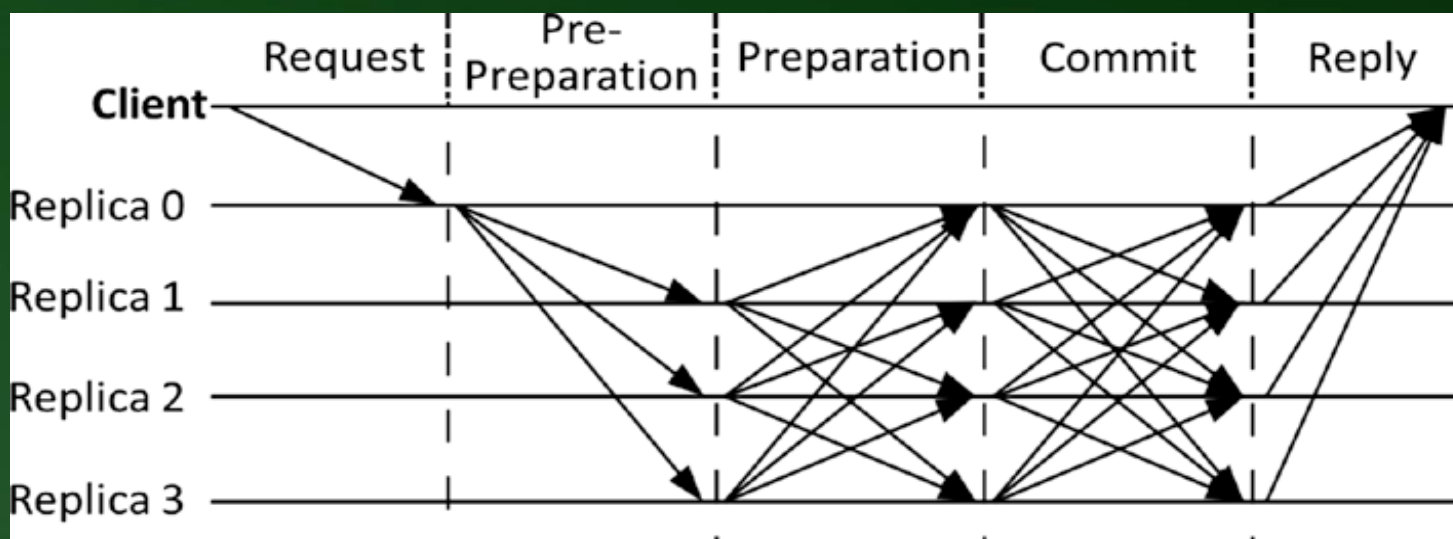 Request
Pre-
Preparation
Preparation
Commit
Reply
Client
Replica 0
Replica 1
Replica 2
Replica 3